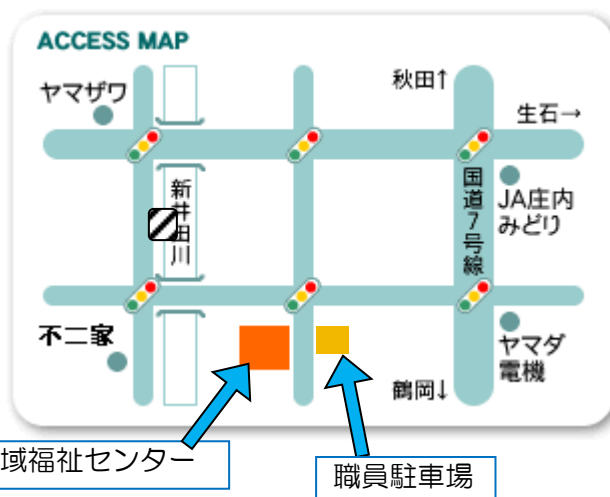 ACCESS MAP
ヤマザワ
秋田↑
生石→
新井田川
国道7号線
JA庄内
みどり
不二家
ヤマダ
電機
鶴岡↓
域福祉センター
職員駐車場